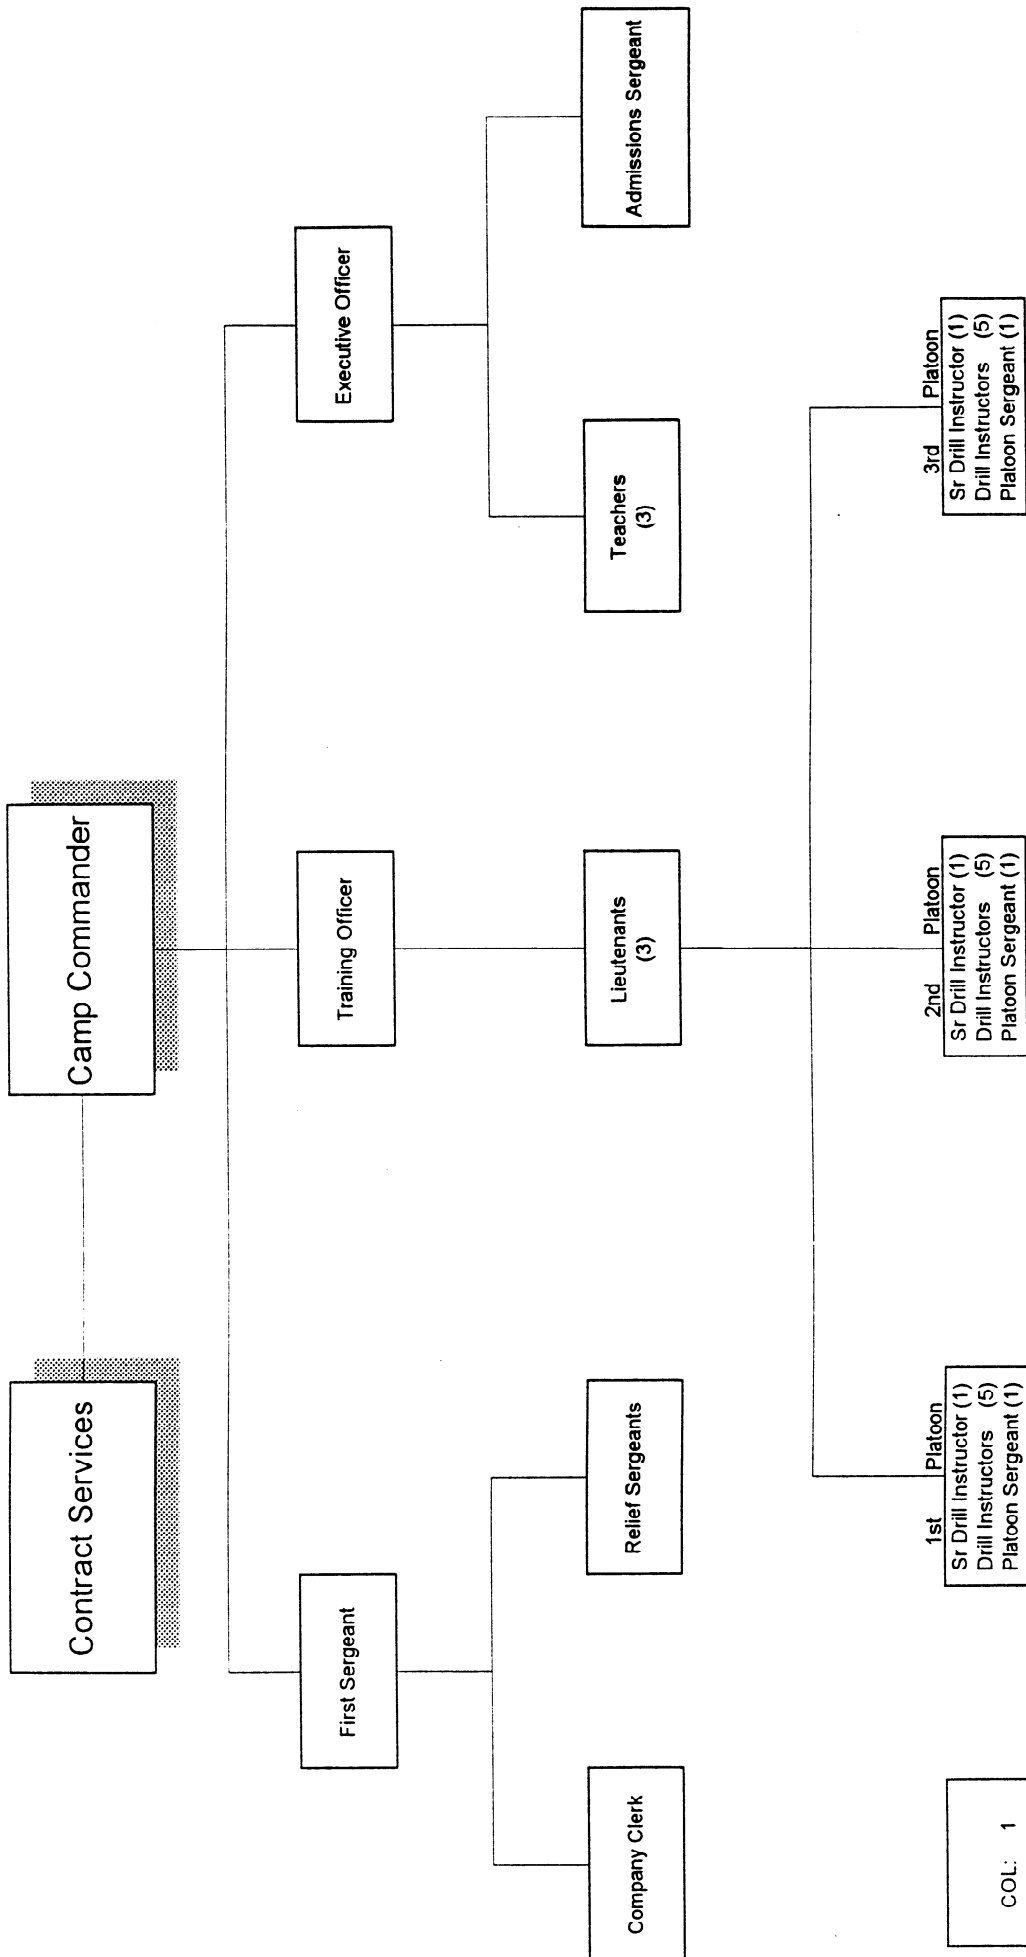 Contract Services
Camp Commander
First Sergeant
Training Officer
Executive Officer
Company Clerk
Relief Sergeants
Lieutenants
(3)
Teachers
(3)
Admissions Sergeant
1st Platoon
Sr Drill Instructor (1)
Drill Instructors (5)
Platoon Sergeant (1)
2nd Platoon
Sr Drill Instructor (1)
Drill Instructors (5)
Platoon Sergeant (1)
3rd Platoon
Sr Drill Instructor (1)
Drill Instructors (5)
Platoon Sergeant (1)
COL: 1